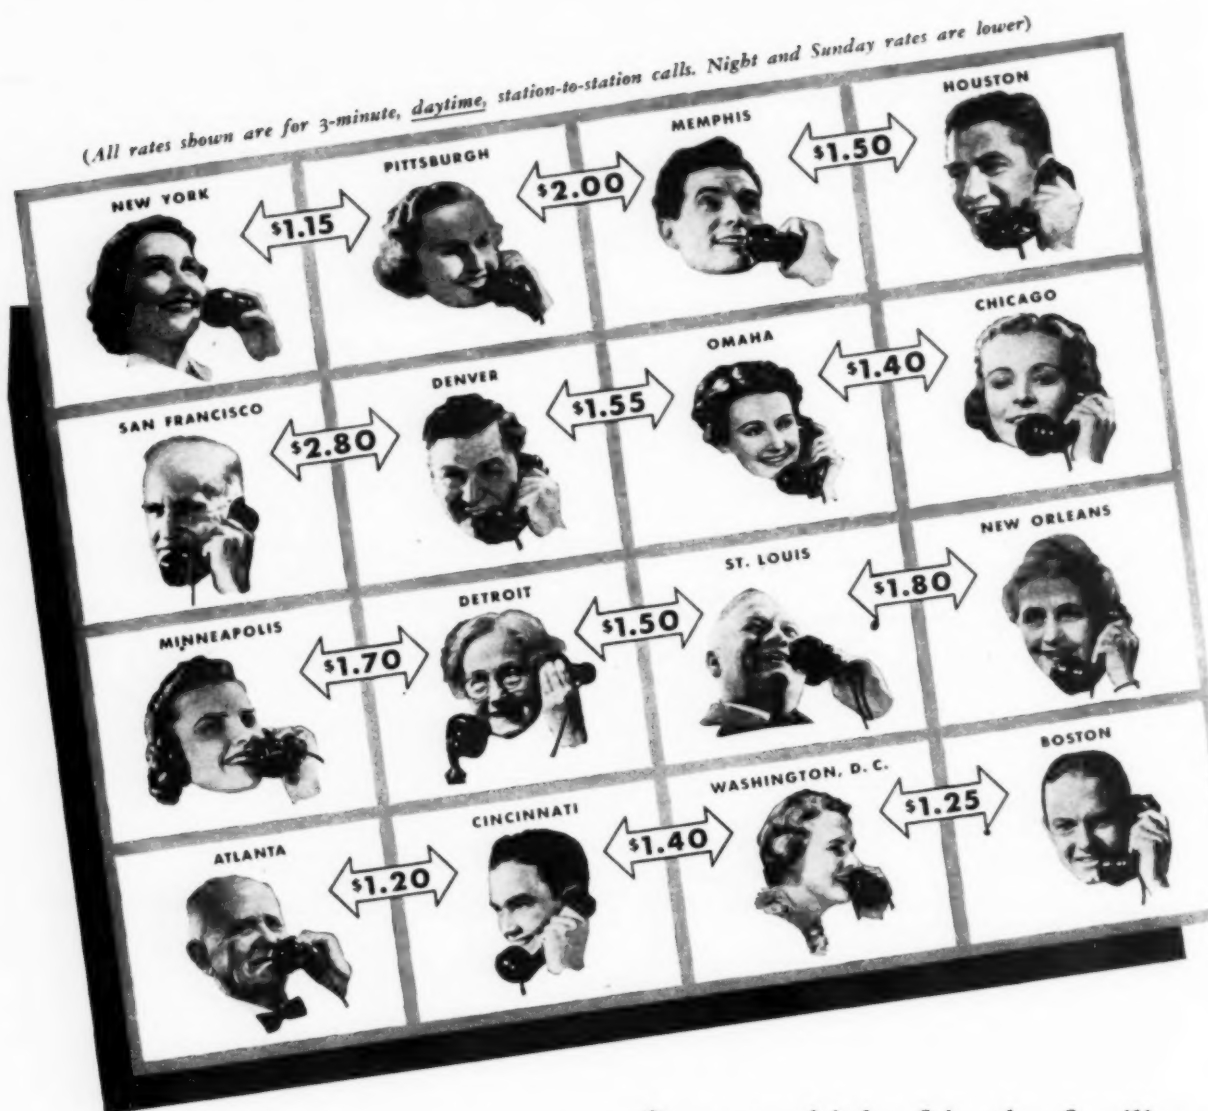 (All rates shown are for 3-minute, daytime, station-to-station calls. Night and Sunday rates are lower)
NEW YORK
$1.15
PITTSBURGH
$2.00
MEMPHIS
$1.50
HOUSTON
SAN FRANCISCO
$2.80
DENVER
$1.55
OMAHA
$1.40
CHICAGO
MINNEAPOLIS
$1.70
DETROIT
$1.50
ST. LOUIS
$1.80
NEW ORLEANS
ATLANTA
$1.20
CINCINNATI
$1.40
WASHINGTON, D. C.
$1.25
BOSTON